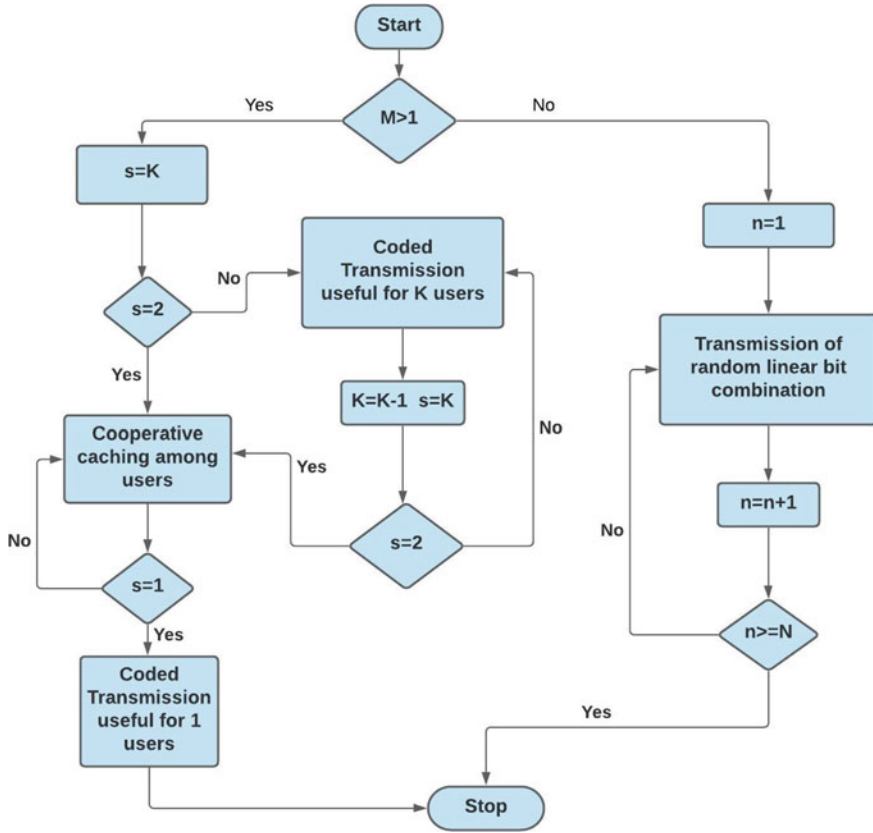 Start
Yes
M>1
No
s=K
n=1
Coded
Transmission
useful for K users
No
s=2
Yes
Transmission of
random linear bit
combination
K=K-1 s=K
No
Cooperative
caching among
users
Yes
n=n+1
No
No
s=2
s=1
Yes
n>=N
Coded
Transmission
useful for 1
users
Yes
Stop